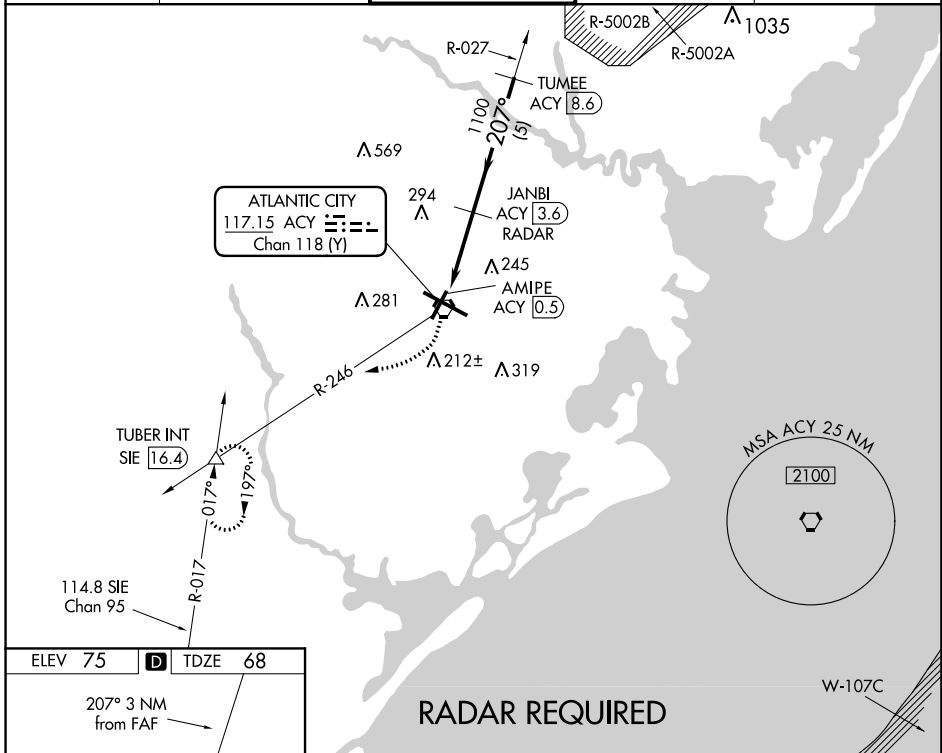 R-5002B
1035
R-5002A
R-027
TUMEE
ACY 8.6
1100
207°
(5)
569
294
JANBI
ACY 3.6
RADAR
ATLANTIC CITY
117.15 ACY
Chan 118 (Y)
245
AMIPE
ACY 0.5
281
212±
319
R-246
TUBER INT
SIE 16.4
017°
197°
MSA ACY 25 NM
2100
R-017
114.8 SIE
Chan 95
ELEV 75 D TDZE 68
207° 3 NM
from FAF
RADAR REQUIRED
W-107C